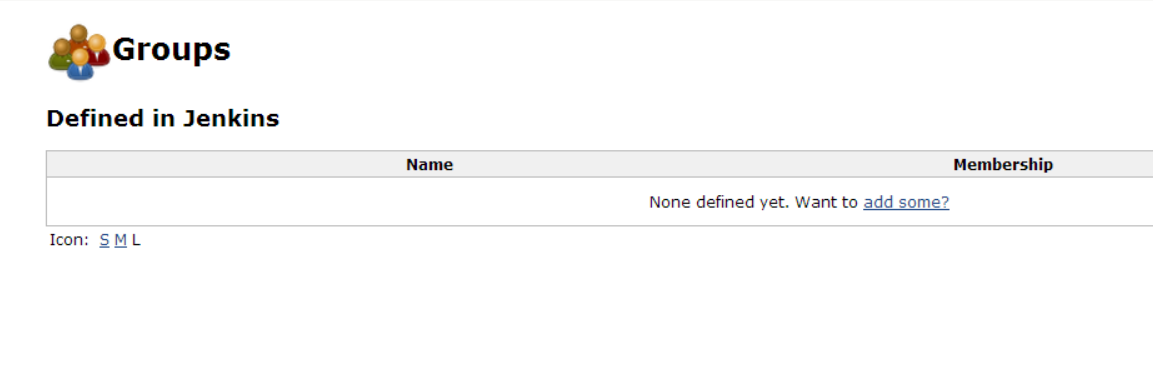 Groups
Defined in Jenkins
Name Membership
None defined yet. Want to add some?
Icon: S M L